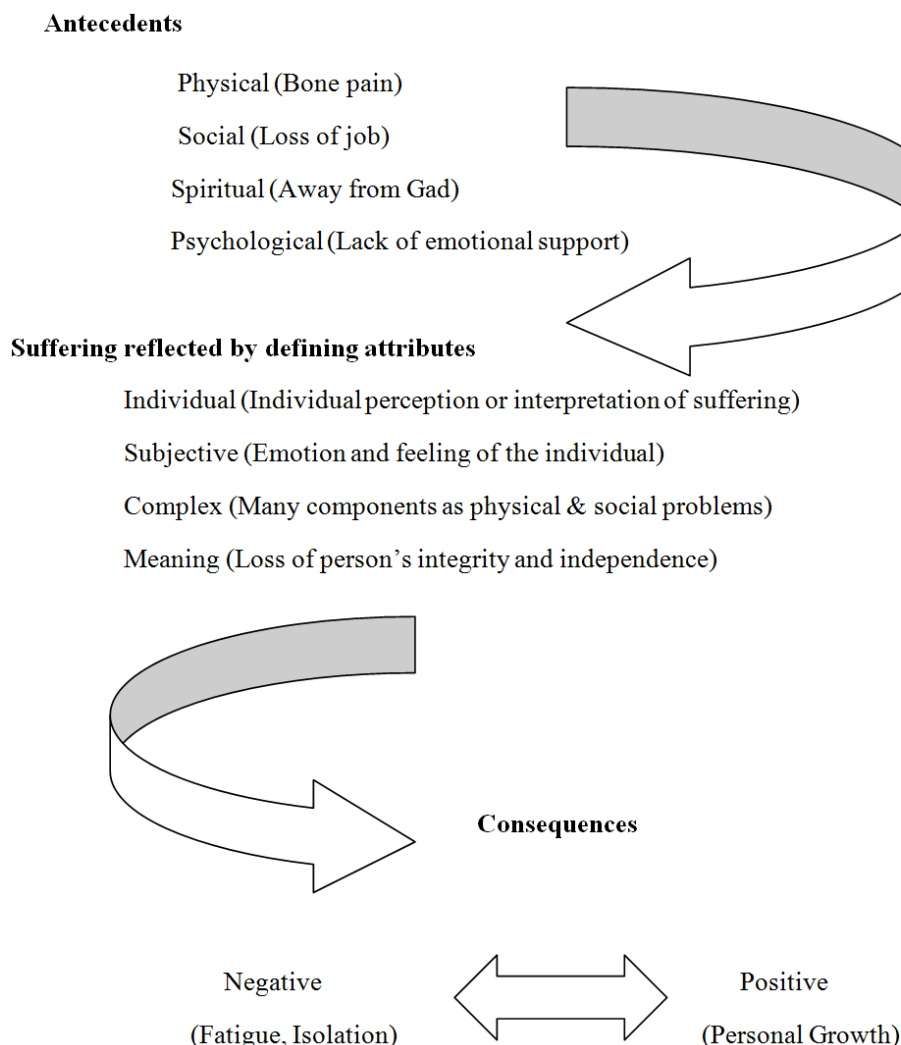 Antecedents
Physical (Bone pain)
Social (Loss of job)
Spiritual (Away from Gad)
Psychological (Lack of emotional support)
Suffering reflected by defining attributes
Individual (Individual perception or interpretation of suffering)
Subjective (Emotion and feeling of the individual)
Complex (Many components as physical & social problems)
Meaning (Loss of person’s integrity and independence)
Consequences
Negative Positive
(Fatigue, Isolation) (Personal Growth)